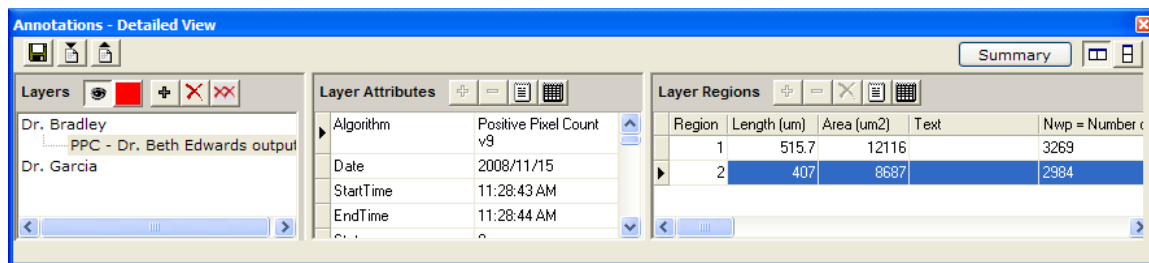 Annotations - Detailed View
Summary
Layers
Layer Attributes
Layer Regions
Dr. Bradley
PPC - Dr. Beth Edwards output
Dr. Garcia
Algorithm Positive Pixel Count
v9
Date 2008/11/15
StartTime 11:28:43 AM
EndTime 11:28:44 AM
Region Length (um) Area (um2) Text Nwp = Number
1 515.7 12116 3269
2 407 8687 2984